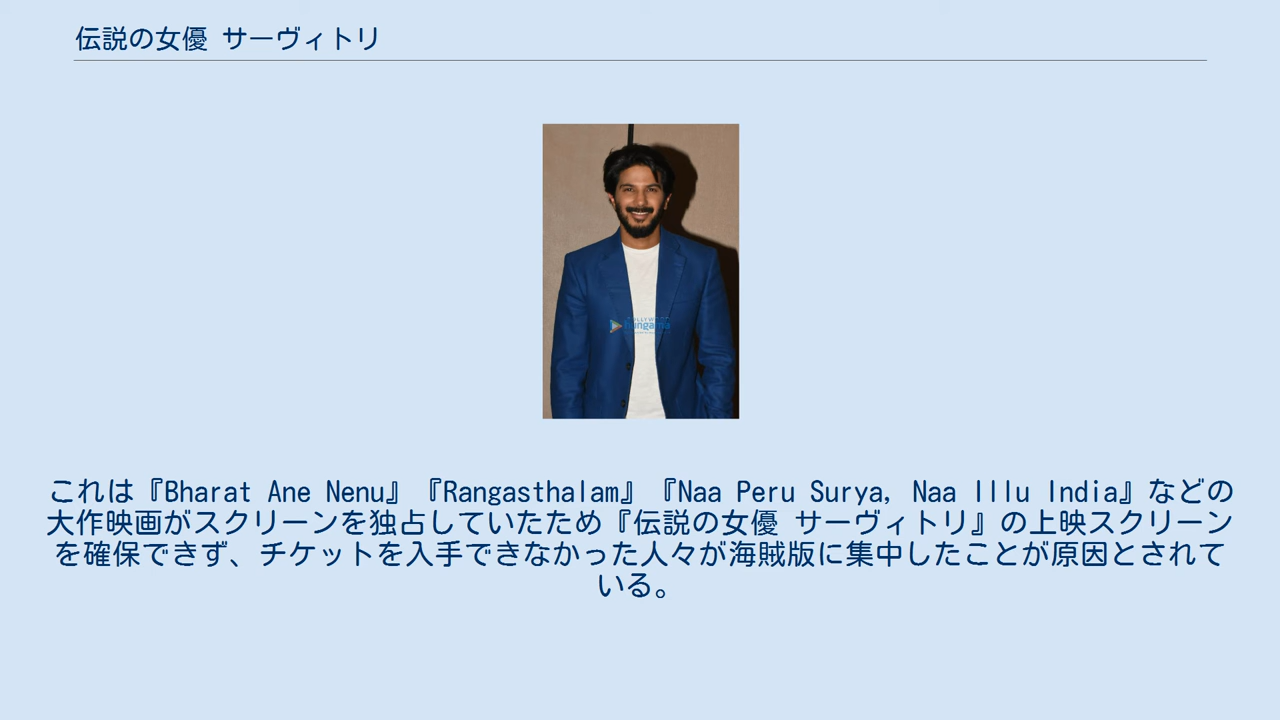 伝説の女優 サーヴィトリ
Hungama
これは『Bharat Ane Nenu』『Rangasthalam』『Naa Peru Surya, Naa Illu India』などの
大作映画がスクリーンを独占していたため『伝説の女優 サーヴィトリ』の上映スクリーン
を確保できず、チケットを入手できなかった人々が海賊版に集中したことが原因とされて
いる。